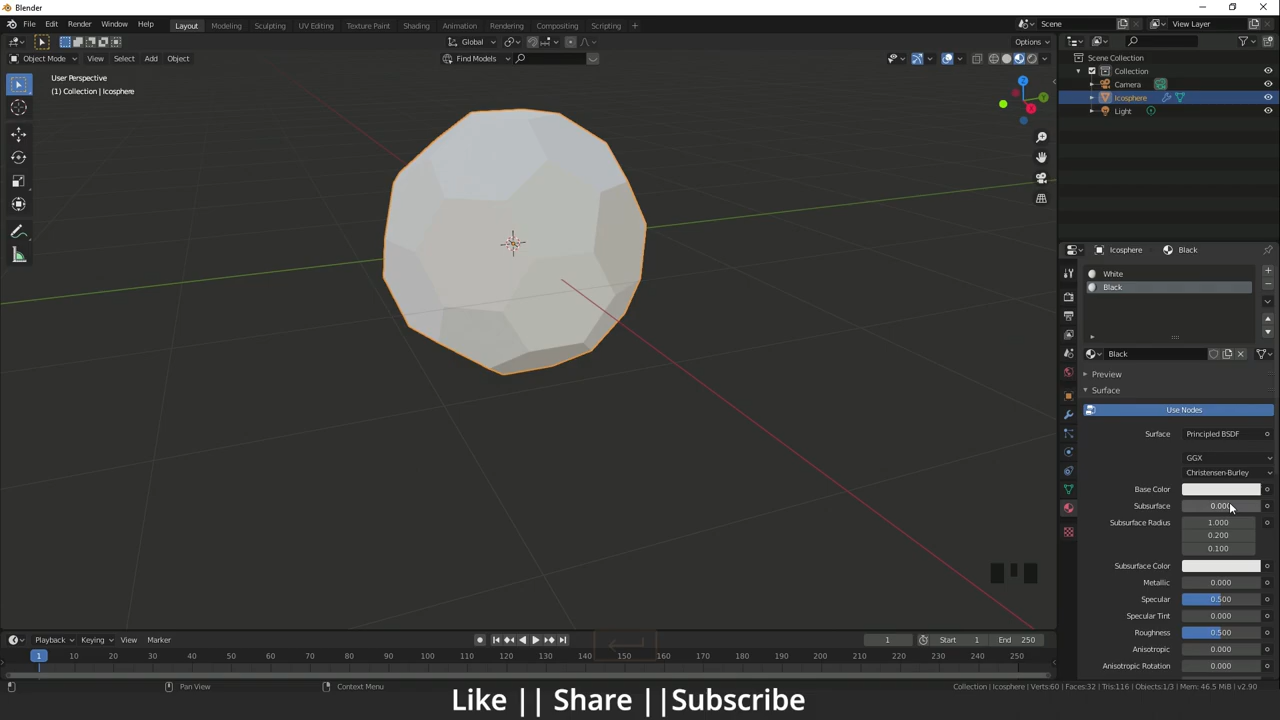 Blender
File Edit Render Window Help Layout Modeling Sculpting UV Editing Texture Paint Shading Animation Rendering Compositing Scripting + Scene View Layer
Global Options
Object Mode View Select Add Object Find Models
User Perspective
(1) Collection | Icosphere
Scene Collection
Collection
Camera
Icosphere
Light
Icosphere Black
White
Black
Black
Preview
Surface
Use Nodes
Surface Principled BSDF
GGX
Christensen-Burley
Base Color
Subsurface 0.000
Subsurface Radius 1.000
0.200
0.100
Subsurface Color
Metallic 0.000
Specular 0.500
Specular Tint 0.000
Roughness 0.500
Anisotropic 0.000
Anisotropic Rotation 0.000
Playback Keying View Marker 1 Start 1 End 250
1 10 20 30 40 50 60 70 80 90 100 110 120 130 140 150 160 170 180 190 200 210 220 230 240 250
Pan View Context Menu Collection | Icosphere | Verts:60 | Faces:32 | Tris:116 | Objects:1/3 | Mem: 46.5 MiB | v2.90
Like || Share ||Subscribe